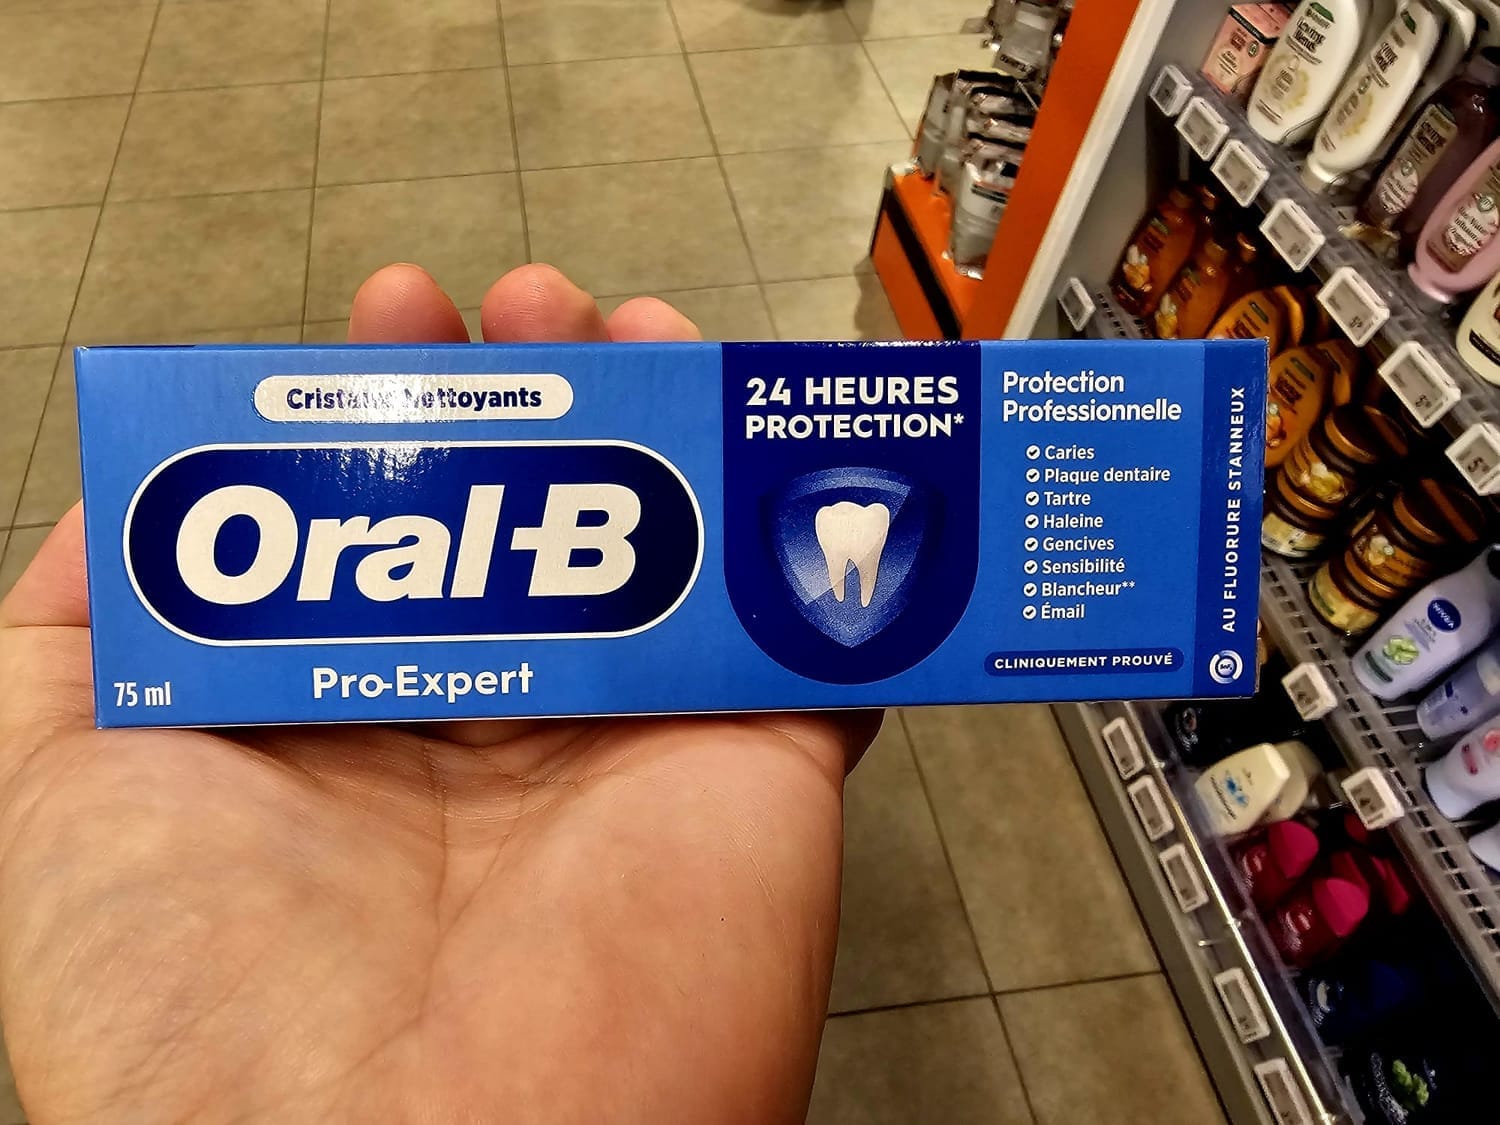 Cristaux Nettoyants
Oral-B
Pro-Expert
75 ml
24 HEURES
PROTECTION*
Protection
Professionnelle
Caries
Plaque dentaire
Tartre
Haleine
Gencives
Sensibilité
Blancheur**
Émail
CLINIQUEMENT PROUVÉ
AU FLUORURE STANNEUX
NIVEA